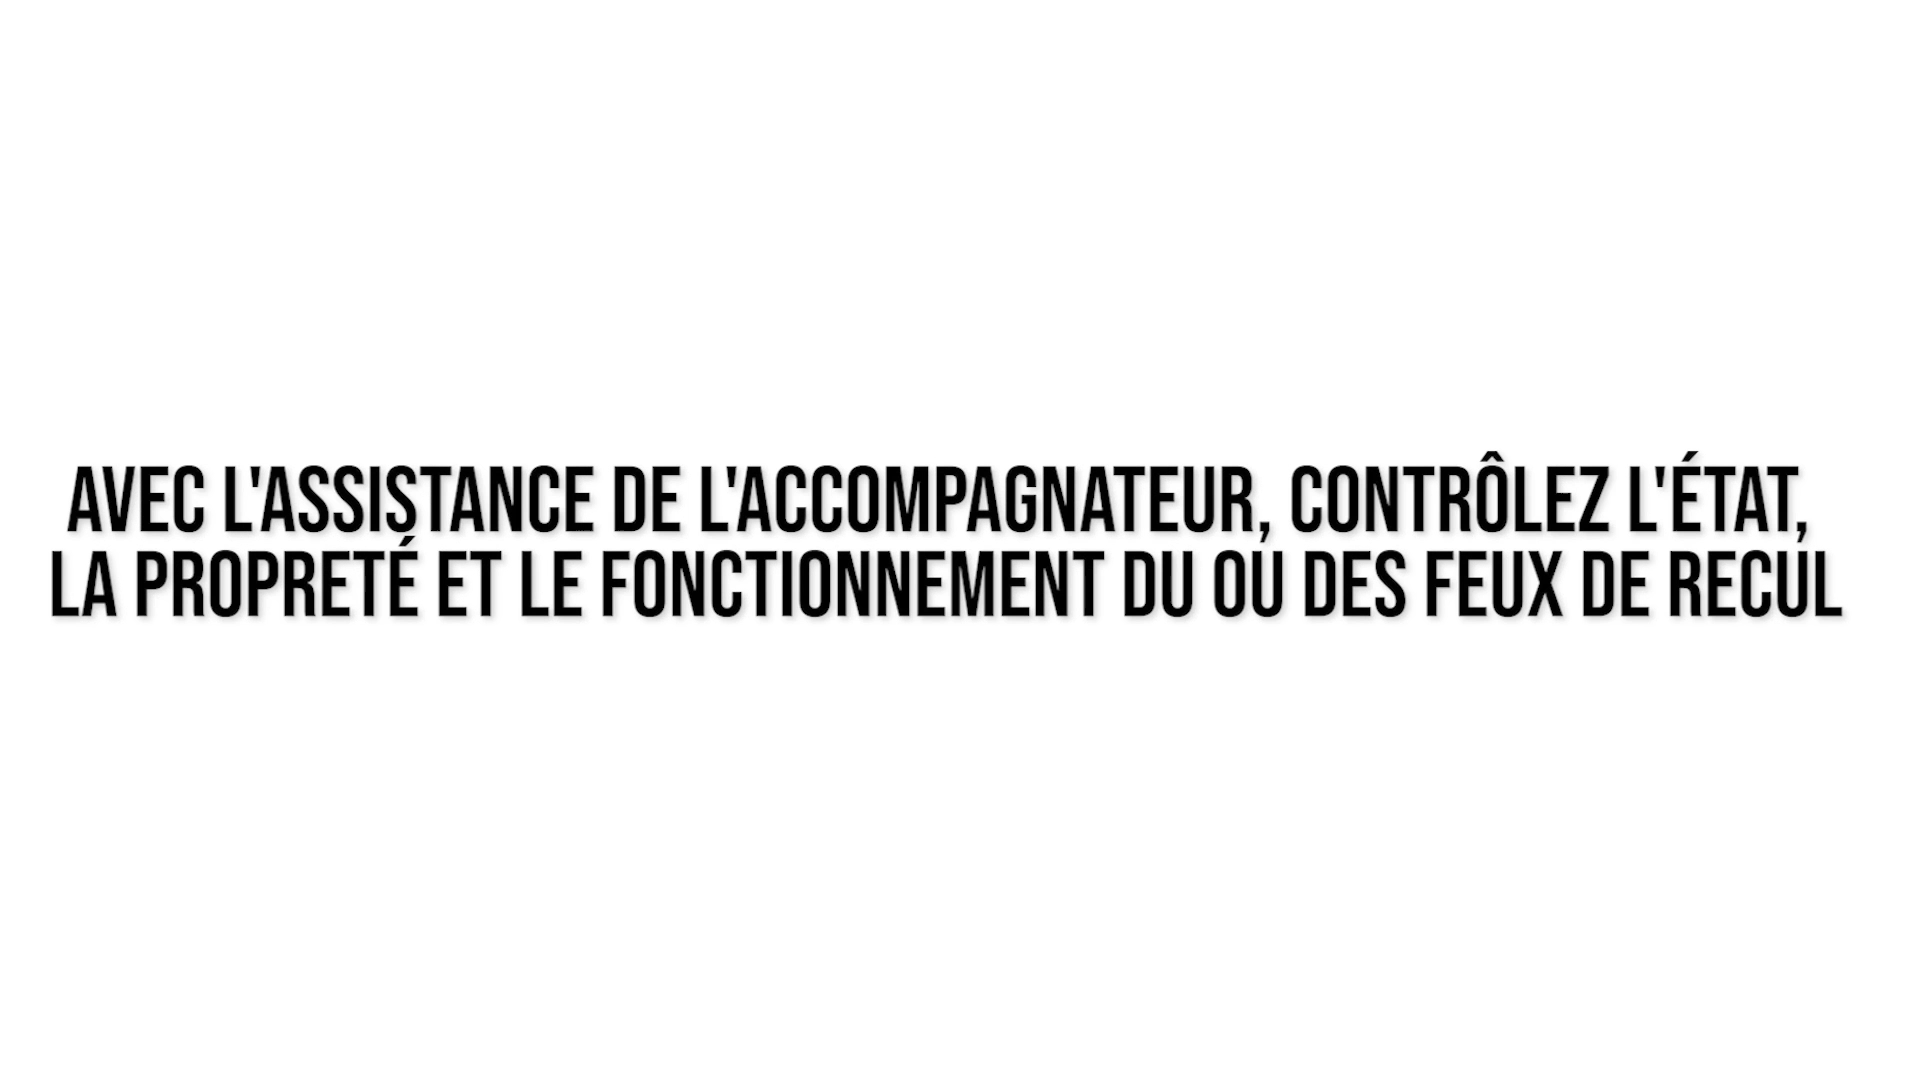 AVEC L'ASSISTANCE DE L'ACCOMPAGNATEUR, CONTRÔLEZ L'ÉTAT,
LA PROPRETÉ ET LE FONCTIONNEMENT DU OU DES FEUX DE RECUL